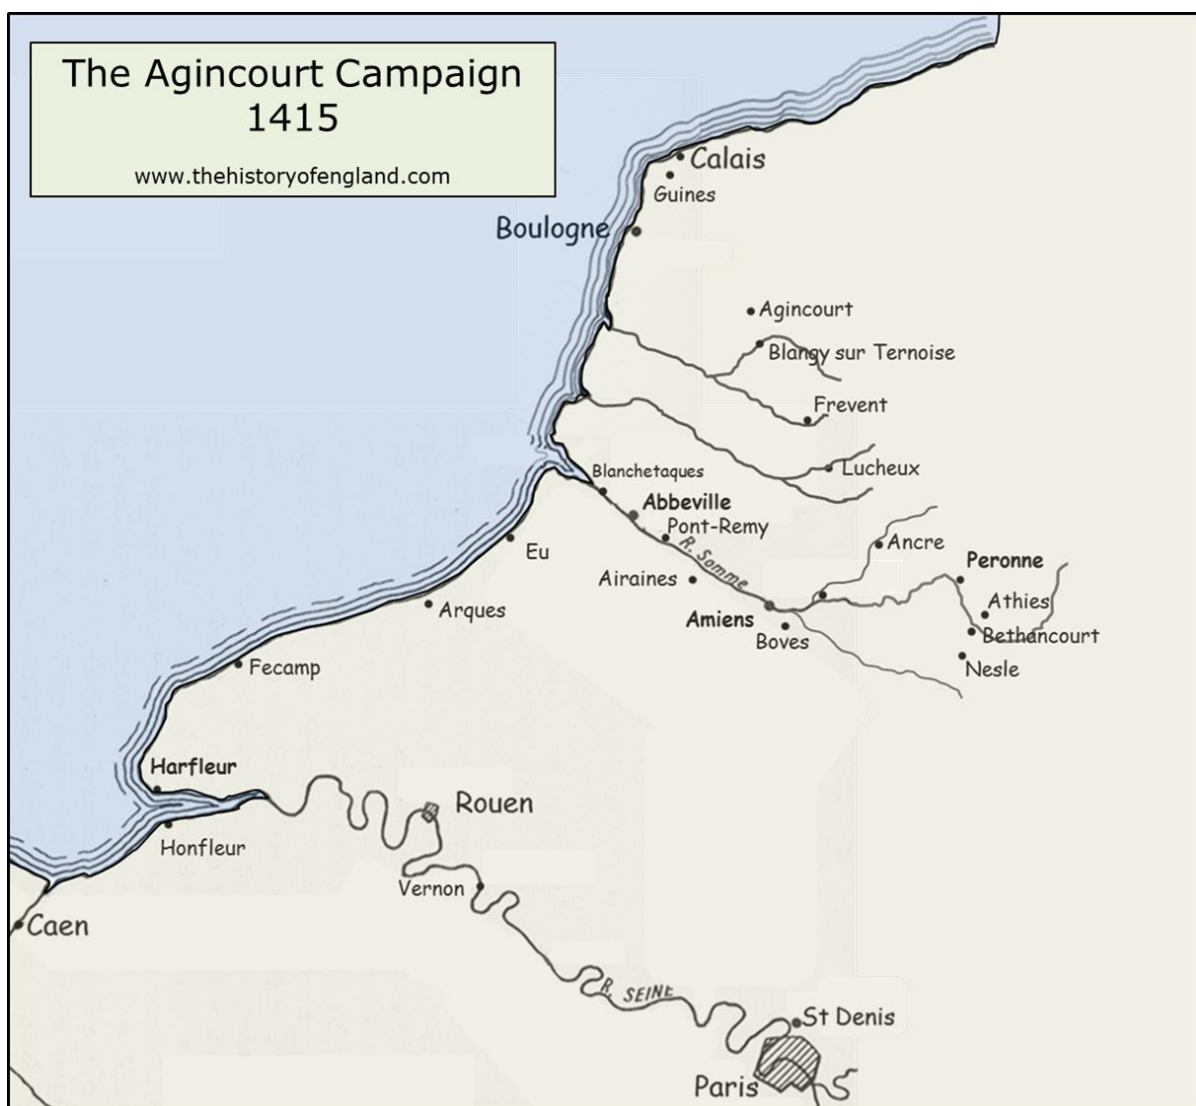 The Agincourt Campaign
1415
www.thehistoryofengland.com
Calais
Guines
Boulogne
Agincourt
Blangy sur Ternoise
Frevent
Lucheux
Blanchetaques
Abbeville
Pont-Remy
R. Somme
Ancre
Peronne
Eu
Airaines
Athies
Arques
Amiens
Bethancourt
Boves
Fecamp
Nesle
Harfleur
Rouen
Honfleur
Vernon
Caen
R. SEINE
St Denis
Paris